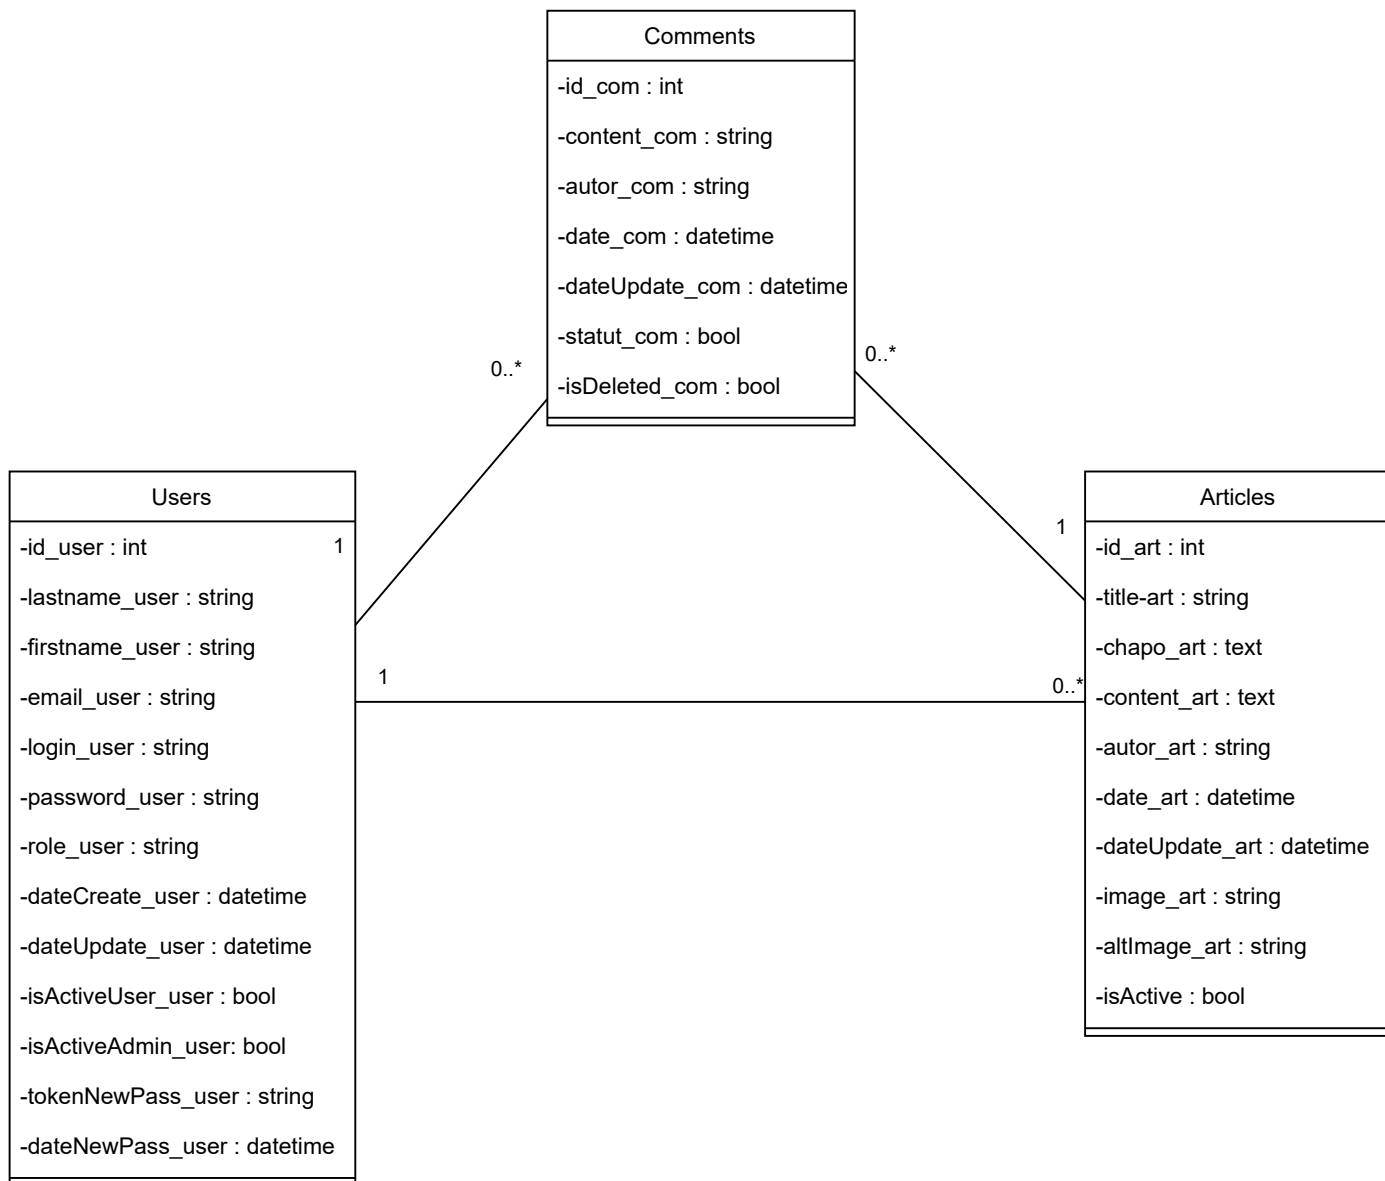 Comments
-id_com : int
-content_com : string
-autor_com : string
-date_com : datetime
-dateUpdate_com : datetime
-statut_com : bool
-isDeleted_com : bool
0..*
0..*
Users
-id_user : int
1
-lastname_user : string
-firstname_user : string
-email_user : string
-login_user : string
-password_user : string
-role_user : string
-dateCreate_user : datetime
-dateUpdate_user : datetime
-isActiveUser_user : bool
-isActiveAdmin_user: bool
-tokenNewPass_user : string
-dateNewPass_user : datetime
1
0..*
1
Articles
-id_art : int
-title-art : string
-chapo_art : text
-content_art : text
-autor_art : string
-date_art : datetime
-dateUpdate_art : datetime
-image_art : string
-altImage_art : string
-isActive : bool